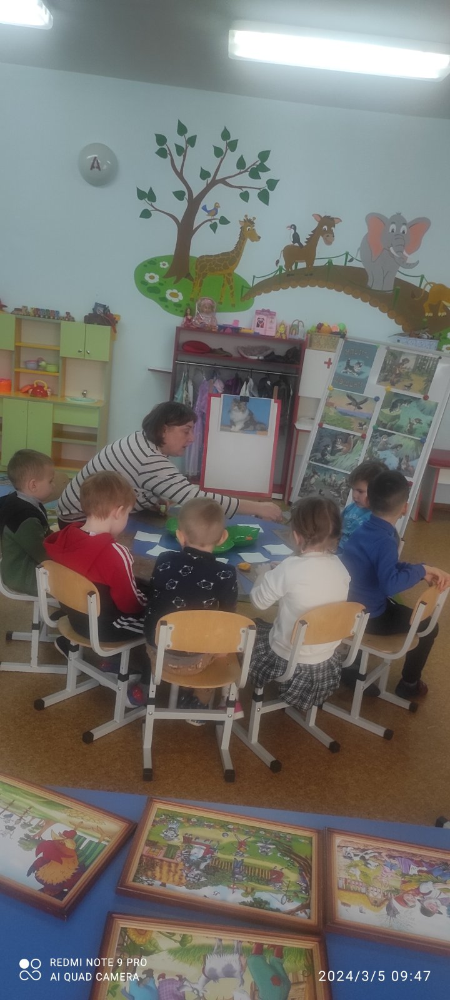 А
REDMI NOTE 9 PRO
AI QUAD CAMERA
2024/3/5 09:47